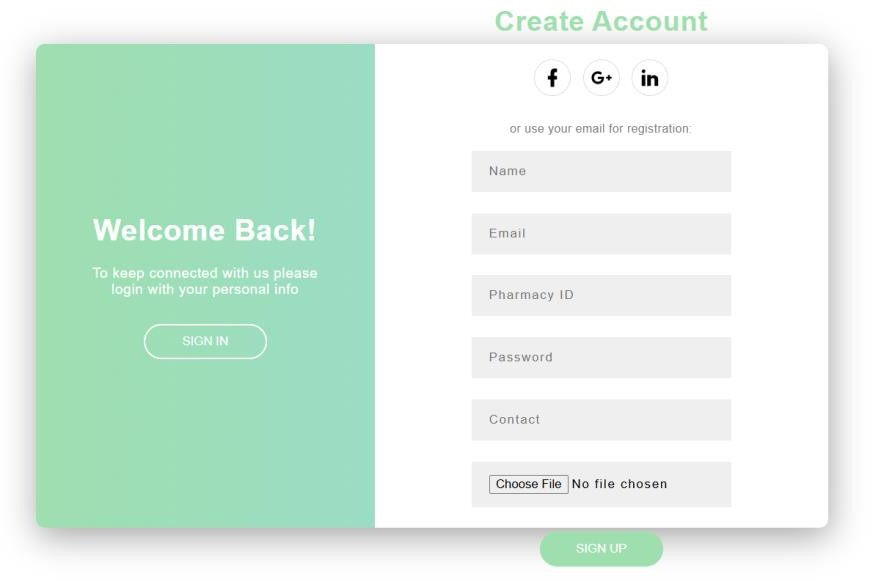 Create Account
f G+ in
or use your email for registration:
Name
Welcome Back!
Email
To keep connected with us please
login with your personal info
Pharmacy ID
SIGN IN
Password
Contact
Choose File No file chosen
SIGN UP